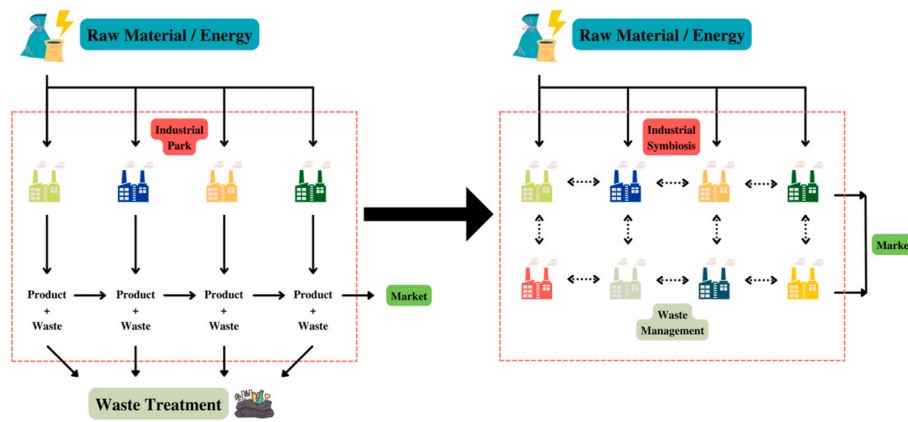 Raw Material / Energy
Industrial
Park
Product
+
Waste
Product
+
Waste
Product
+
Waste
Product
+
Waste
Market
Waste Treatment
Raw Material / Energy
Industrial
Symbiosis
Marke
Waste
Management